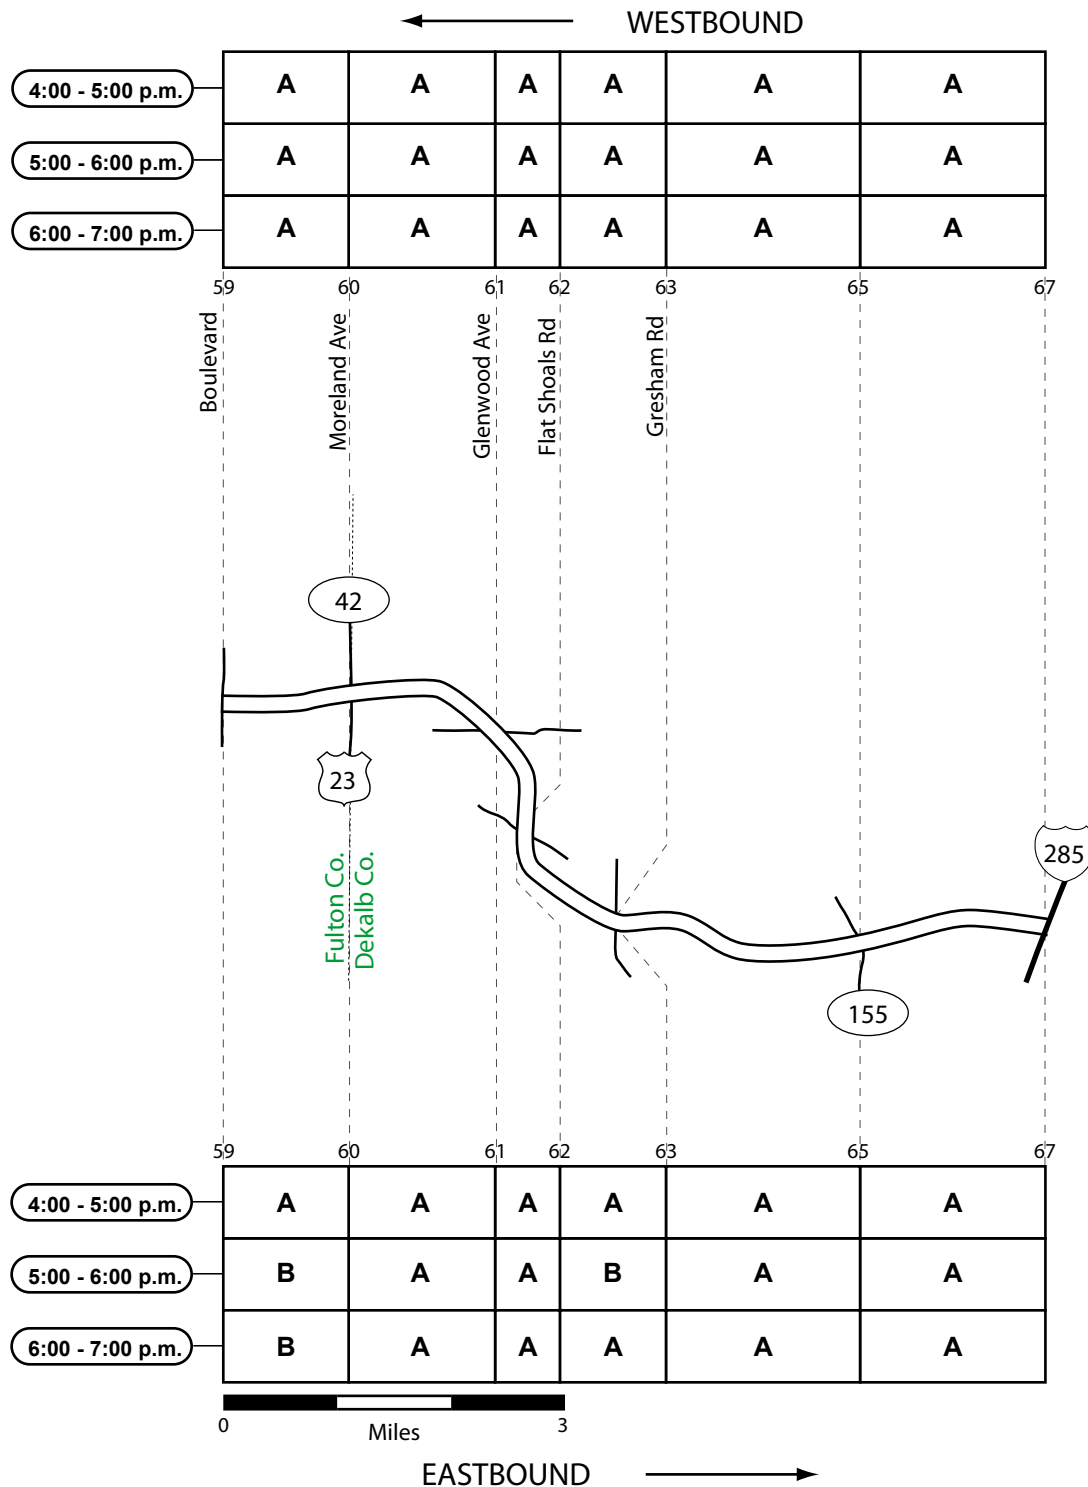 WESTBOUND
4:00 - 5:00 p.m. A A A A A A
5:00 - 6:00 p.m. A A A A A A
6:00 - 7:00 p.m. A A A A A A
59 60 61 62 63 65 67
Boulevard
Moreland Ave
Glenwood Ave
Flat Shoals Rd
Gresham Rd
42
23
285
Fulton Co.
Dekalb Co.
155
59 60 61 62 63 65 67
4:00 - 5:00 p.m. A A A A A A
5:00 - 6:00 p.m. B A A B A A
6:00 - 7:00 p.m. B A A A A A
0 3
Miles
EASTBOUND